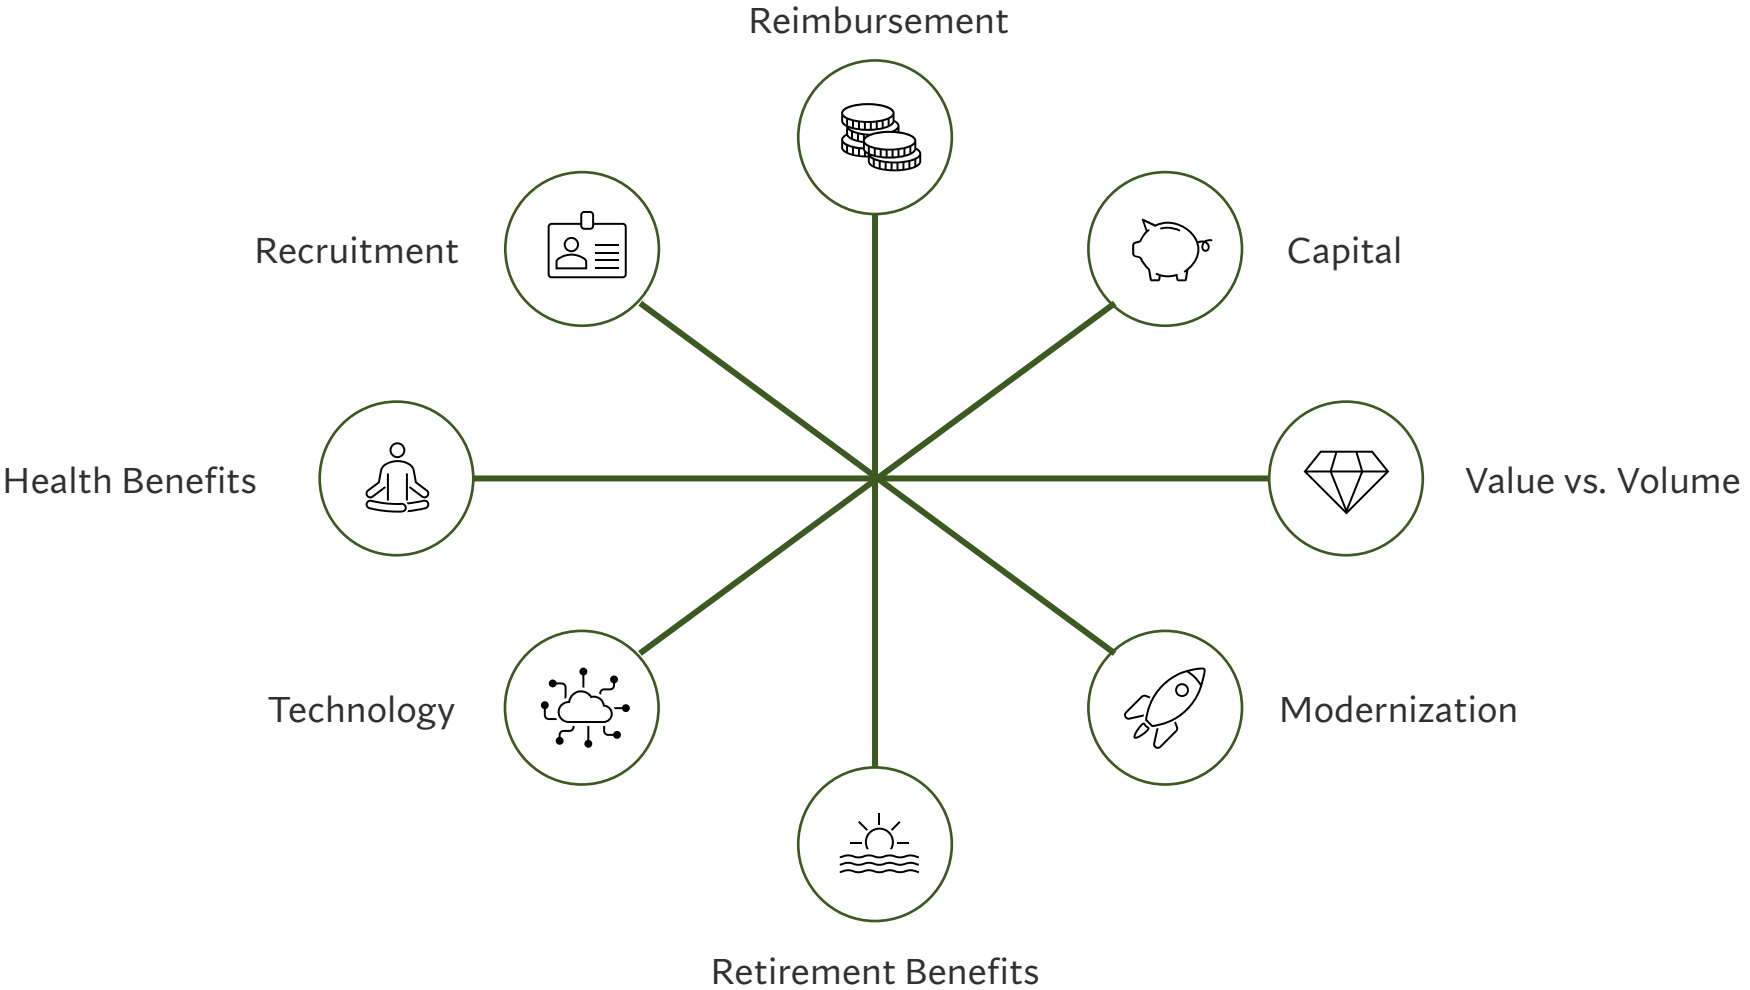 Reimbursement
Recruitment
Capital
Health Benefits
Value vs. Volume
Technology
Modernization
Retirement Benefits